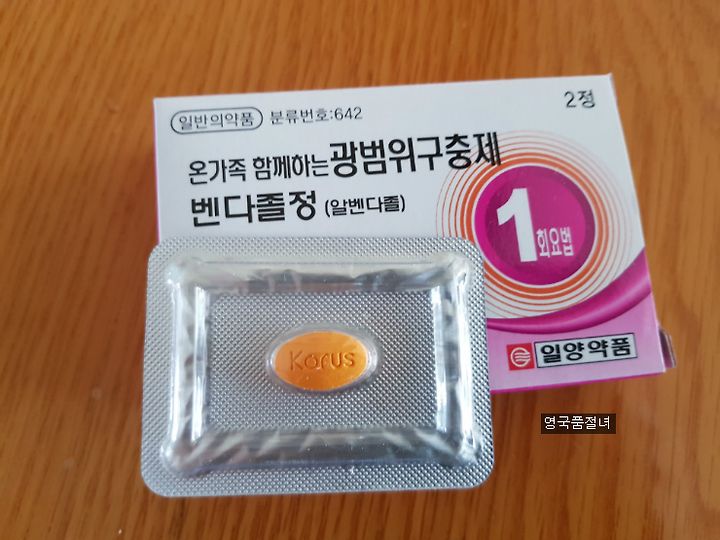 일반의약품 분류번호:642
2정
온가족 함께하는 광범위구충제
벤다졸정 (알벤다졸)
1회요법
일양약품
Korus
영국품절녀